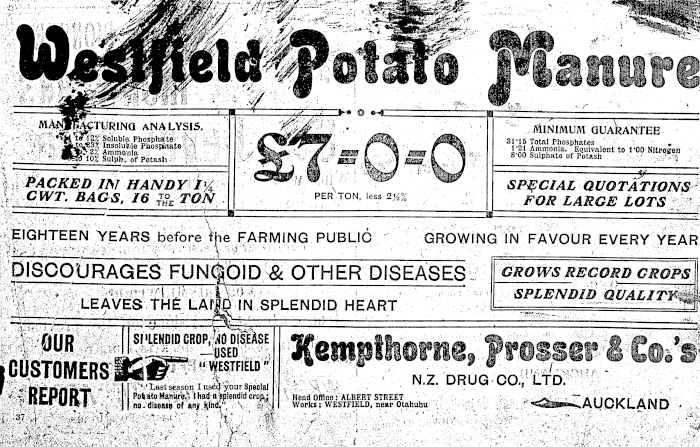 Westfield Potato Manure
MANUFACTURING ANALYSIS.
to 12% Soluble Phosphate
to 23% Insoluble Phosphate
2% Ammonia
to 10% Sulph. of Potash
PACKED IN HANDY 1¼
CWT. BAGS, 16 TO THE TON
£7=0=0
PER TON, less 2½%
MINIMUM GUARANTEE
31·15 Total Phosphates
1·21 Ammonia. Equivalent to 1·00 Nitrogen
8·00 Sulphate of Potash
SPECIAL QUOTATIONS
FOR LARGE LOTS
EIGHTEEN YEARS before the FARMING PUBLIC GROWING IN FAVOUR EVERY YEAR
DISCOURAGES FUNGOID & OTHER DISEASES
LEAVES THE LAND IN SPLENDID HEART
GROWS RECORD CROPS
SPLENDID QUALITY
OUR
CUSTOMERS
REPORT
SPLENDID CROP, NO DISEASE
—USED
"WESTFIELD"
"Last season I used your Special
Potato Manure. I had a splendid crop;
no disease of any kind."
Kempthorne, Prosser & Co.'s
N.Z. DRUG CO., LTD.
Head Office: ALBERT STREET
Works: WESTFIELD, near Otahuhu
AUCKLAND
37